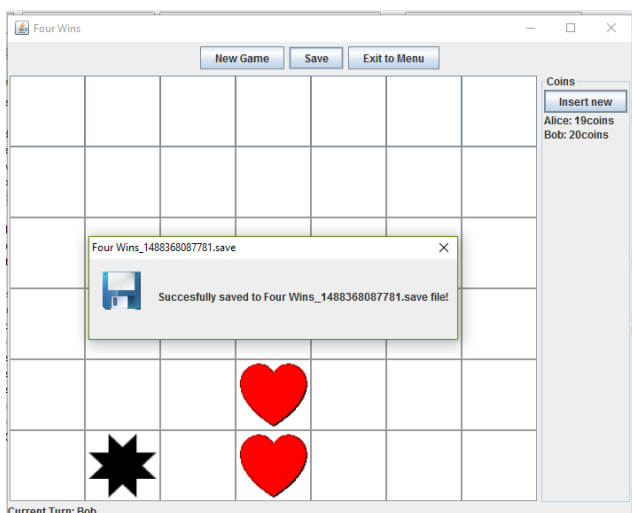 Four Wins
New Game Save Exit to Menu
Coins
Insert new
Alice: 19coins
Bob: 20coins
Four Wins_1488368087781.save
Succesfully saved to Four Wins_1488368087781.save file!
Current Turn: Bob